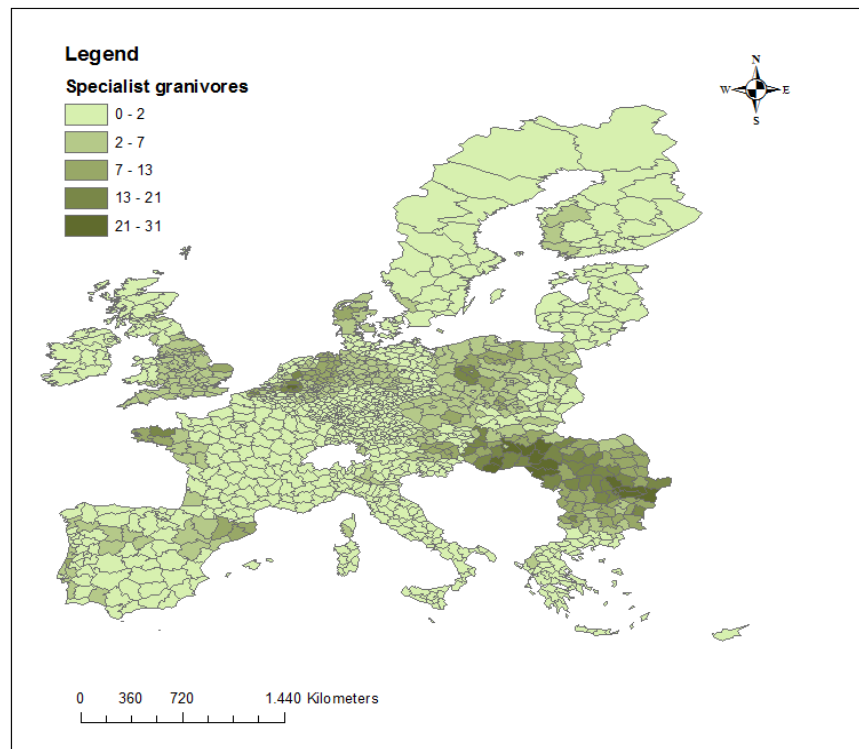 Legend
Specialist granivores
0 - 2
2 - 7
7 - 13
13 - 21
21 - 31
N
W E
S
0 360 720 1.440 Kilometers